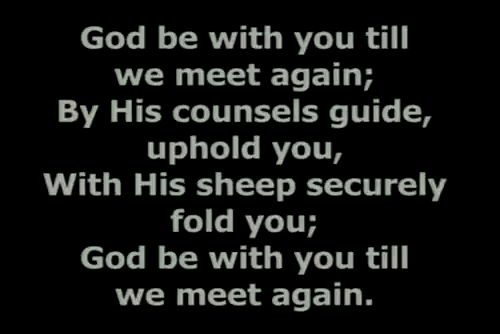 God be with you till
we meet again;
By His counsels guide,
uphold you,
With His sheep securely
fold you;
God be with you till
we meet again.